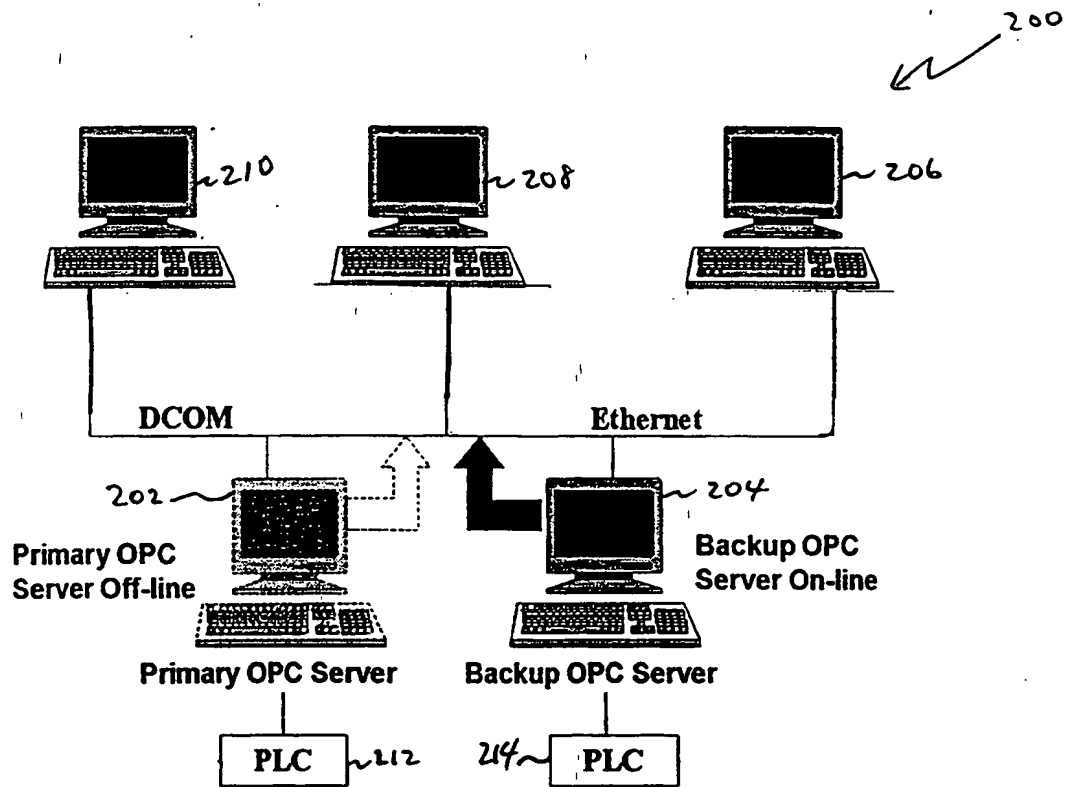 200
210
208
206
DCOM
Ethernet
202
204
Primary OPC
Server Off-line
Backup OPC
Server On-line
Primary OPC Server
Backup OPC Server
PLC
212
214
PLC